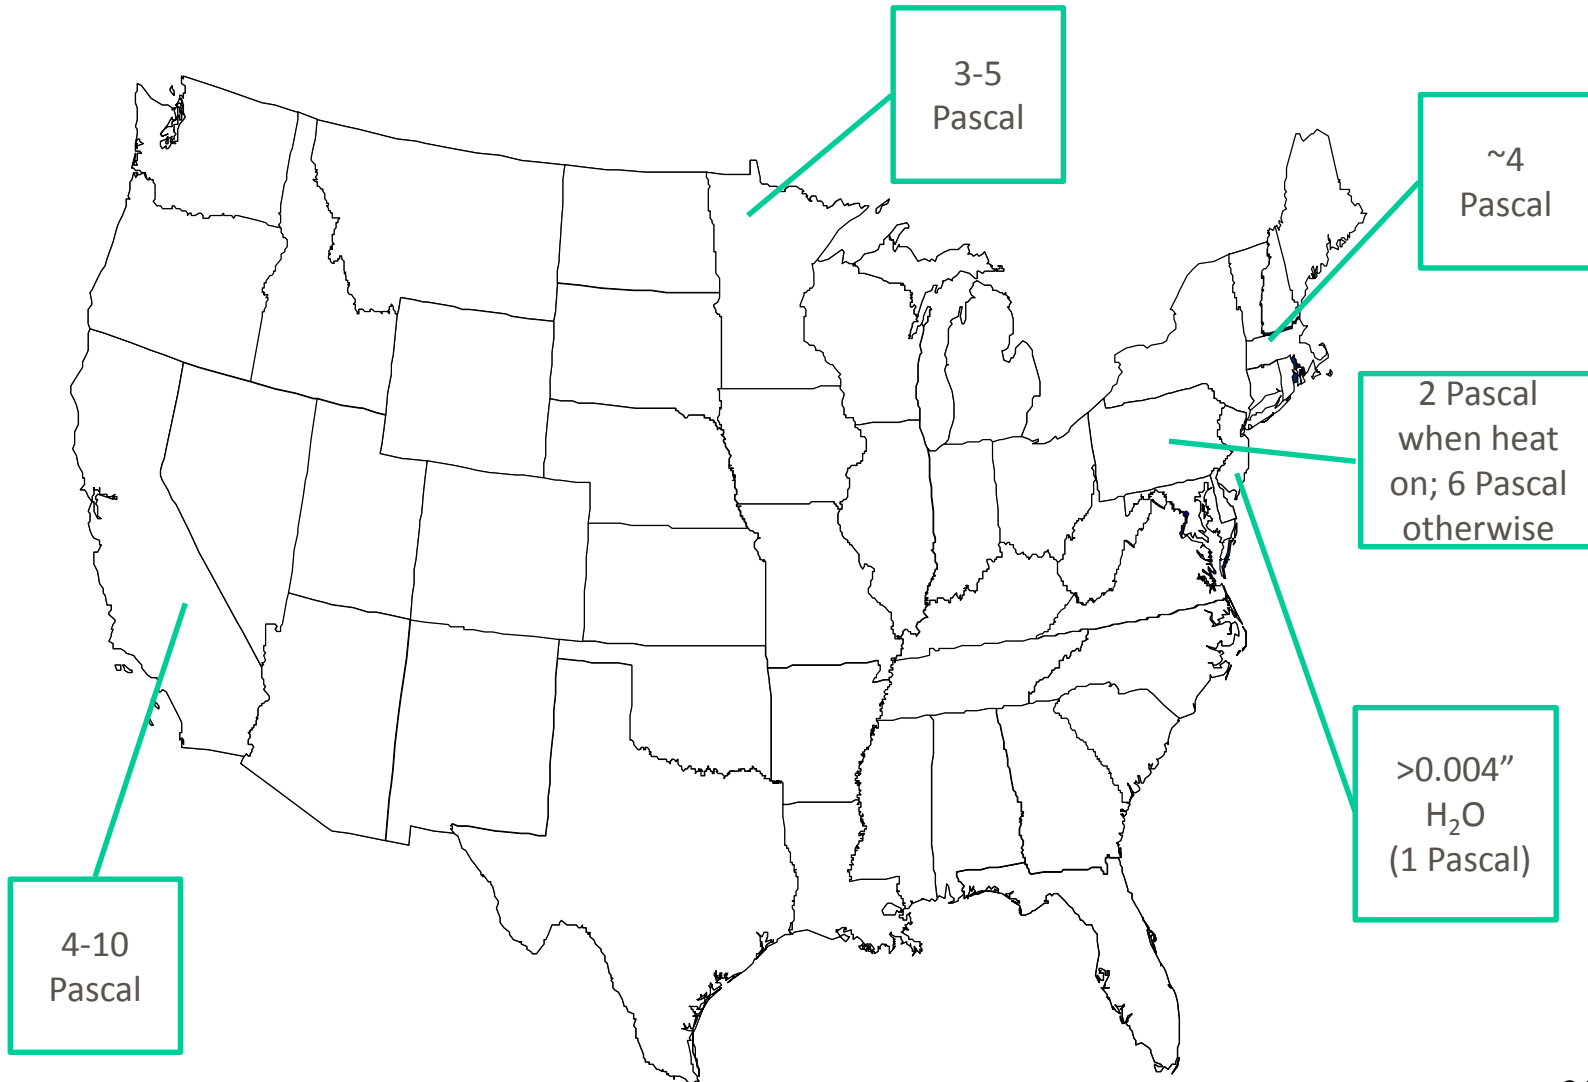 3-5
Pascal
~4
Pascal
2 Pascal
when heat
on; 6 Pascal
otherwise
>0.004”
H₂O
(1 Pascal)
4-10
Pascal